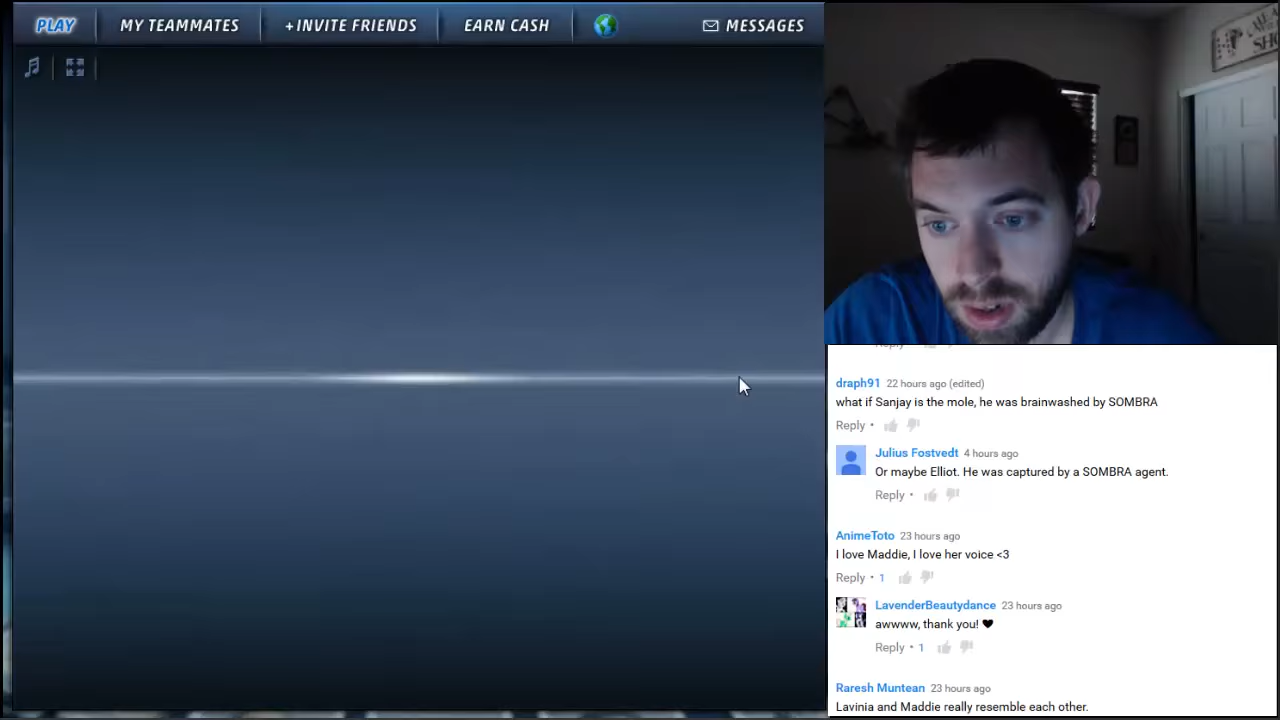 PLAY
MY TEAMMATES
+INVITE FRIENDS
EARN CASH
MESSAGES
draph91 22 hours ago (edited)
what if Sanjay is the mole, he was brainwashed by SOMBRA
Reply •
Julius Fostvedt 4 hours ago
Or maybe Elliot. He was captured by a SOMBRA agent.
Reply •
AnimeToto 23 hours ago
I love Maddie, I love her voice <3
Reply • 1
LavenderBeautydance 23 hours ago
awwww, thank you! ♥
Reply • 1
Raresh Muntean 23 hours ago
Lavinia and Maddie really resemble each other.